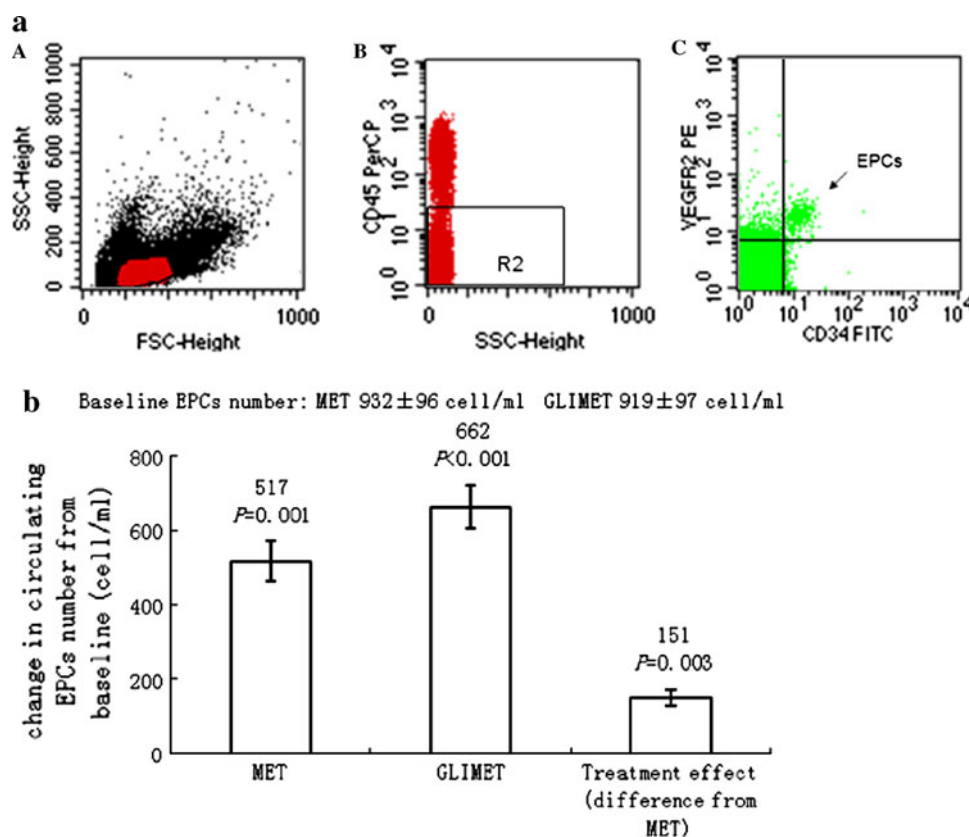 a
A
SSC-Height
0 200 400 600 800 1000
0
1000
FSC-Height
B
CD45 PerCP
10^0 10^1 10^2 10^3 10^4
R2
0
1000
SSC-Height
C
VEGFR2 PE
10^0 10^1 10^2 10^3 10^4
EPCs
10^0 10^1 10^2 10^3 10^4
CD34 FITC
b
Baseline EPCs number: MET 932±96 cell/ml GLIMET 919±97 cell/ml
change in circulating
EPCs number from
baseline (cell/ml)
800
600
400
200
0
517
P=0.001
662
P<0.001
151
P=0.003
MET
GLIMET
Treatment effect
(difference from
MET)